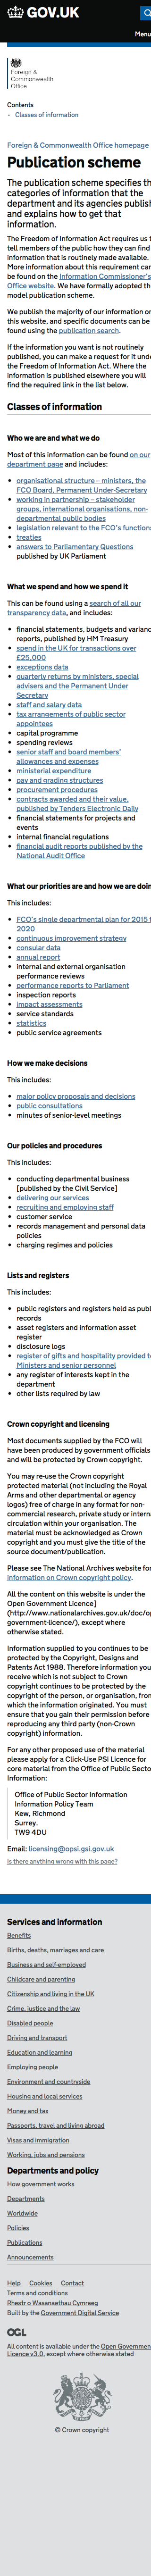 GOV.UK
Menu
Foreign &
Commonwealth
Office
Contents
Classes of information
Foreign & Commonwealth Office homepage
Publication scheme
The publication scheme specifies the
categories of information that the
department and its agencies publish
and explains how to get that
information.
The Freedom of Information Act requires us to
tell members of the public how they can find
information that is routinely available.
More information about this requirement can
be found on the Information Commissioner's
Office website. We have formally adopted the
model publication scheme.
We publish the majority of our information on
this website, and specific documents can be
found using the publication search.
If the information you want is not routinely
published, you can make a request for it under
the Freedom of Information Act. Where the
information is published elsewhere you will
find the required link in the list below.
Classes of information
Who we are and what we do
Most of this information can be found on our
department page and includes:
organisational structure – ministers, the
FCO Board, Permanent Under-Secretary
working in partnership – stakeholder
groups, international organisations, non-
departmental public bodies
legislation relevant to the FCO's functions
treaties
answers to Parliamentary Questions
published by UK Parliament
What we spend and how we spend it
This can be found using a search of all our
transparency data, and includes:
financial statements, budgets and variance
reports, published by HM Treasury
spend in the UK for transactions over
£25,000
exceptions data
quarterly returns by ministers, special
advisers and the Permanent Under
Secretary
staff and salary data
tax arrangements of public sector
appointees
capital programme
spending reviews
senior staff and board members'
allowances and expenses
ministerial expenditure
pay and grading structures
procurement procedures
contracts awarded and their value,
published by Tenders Electronic Daily
financial statements for projects and
events
internal financial regulations
financial audit reports published by the
National Audit Office
What our priorities are and how we are doing
This includes:
FCO's single departmental plan for 2015 to
2020
continuous improvement strategy
consular data
annual report
internal and external organisation
performance reviews
performance reports to Parliament
inspection reports
impact assessments
service standards
statistics
public service agreements
How we make decisions
This includes:
major policy proposals and decisions
public consultations
minutes of senior-level meetings
Our policies and procedures
This includes:
conducting departmental business
[published by the Civil Service]
delivering our services
recruiting and employing staff
customer service
records management and personal data
policies
charging regimes and policies
Lists and registers
This includes:
public registers and registers held as public
records
asset registers and information asset
register
disclosure logs
register of gifts and hospitality provided to
Ministers and senior personnel
any register of interests kept in the
department
other lists required by law
Crown copyright and licensing
Most documents supplied by the FCO will
have been produced by government officials
and will be protected by Crown copyright.
You may re-use the Crown copyright
protected material (not including the Royal
Arms and other departmental or agency
logos) free of charge in any format for non-
commercial research, private study or internal
circulation within your organisation. The
material must be acknowledged as Crown
copyright and you must give the title of the
source document/publication.
Please see The National Archives website for
information on Crown copyright policy.
All the content on this website is under the
Open Government Licence]
(http://www.nationalarchives.gov.uk/doc/op
government-licence/), except where
otherwise stated.
Information supplied to you continues to be
protected by the Copyright, Designs and
Patents Act 1988. Therefore information you
receive which is not subject to Crown
copyright continues to be protected by the
copyright of the person, or organisation, from
which the information originated. You must
ensure that you gain their permission before
reproducing any third party (non-Crown
copyright) information.
For any other proposed use of the material
you should apply for a Click-Use PSI Licence for
core material from the Office of Public Sector
Information:
Office of Public Sector Information
Information Policy Team
Kew, Richmond
Surrey.
TW9 4DU
Email: licensing@opsi.gsi.gov.uk
Is there anything wrong with this page?
Services and information
Benefits
Births, deaths, marriages and care
Business and self-employed
Childcare and parenting
Citizenship and living in the UK
Crime, justice and the law
Disabled people
Driving and transport
Education and learning
Employing people
Environment and countryside
Housing and local services
Money and tax
Passports, travel and living abroad
Visas and immigration
Working, jobs and pensions
Departments and policy
How government works
Departments
Worldwide
Policies
Publications
Announcements
Help Cookies Contact
Terms and conditions
Rhestr o Wasanaethau Cymraeg
Built by the Government Digital Service
OGL
All content is available under the Open Government
Licence v3.0, except where otherwise stated
© Crown copyright